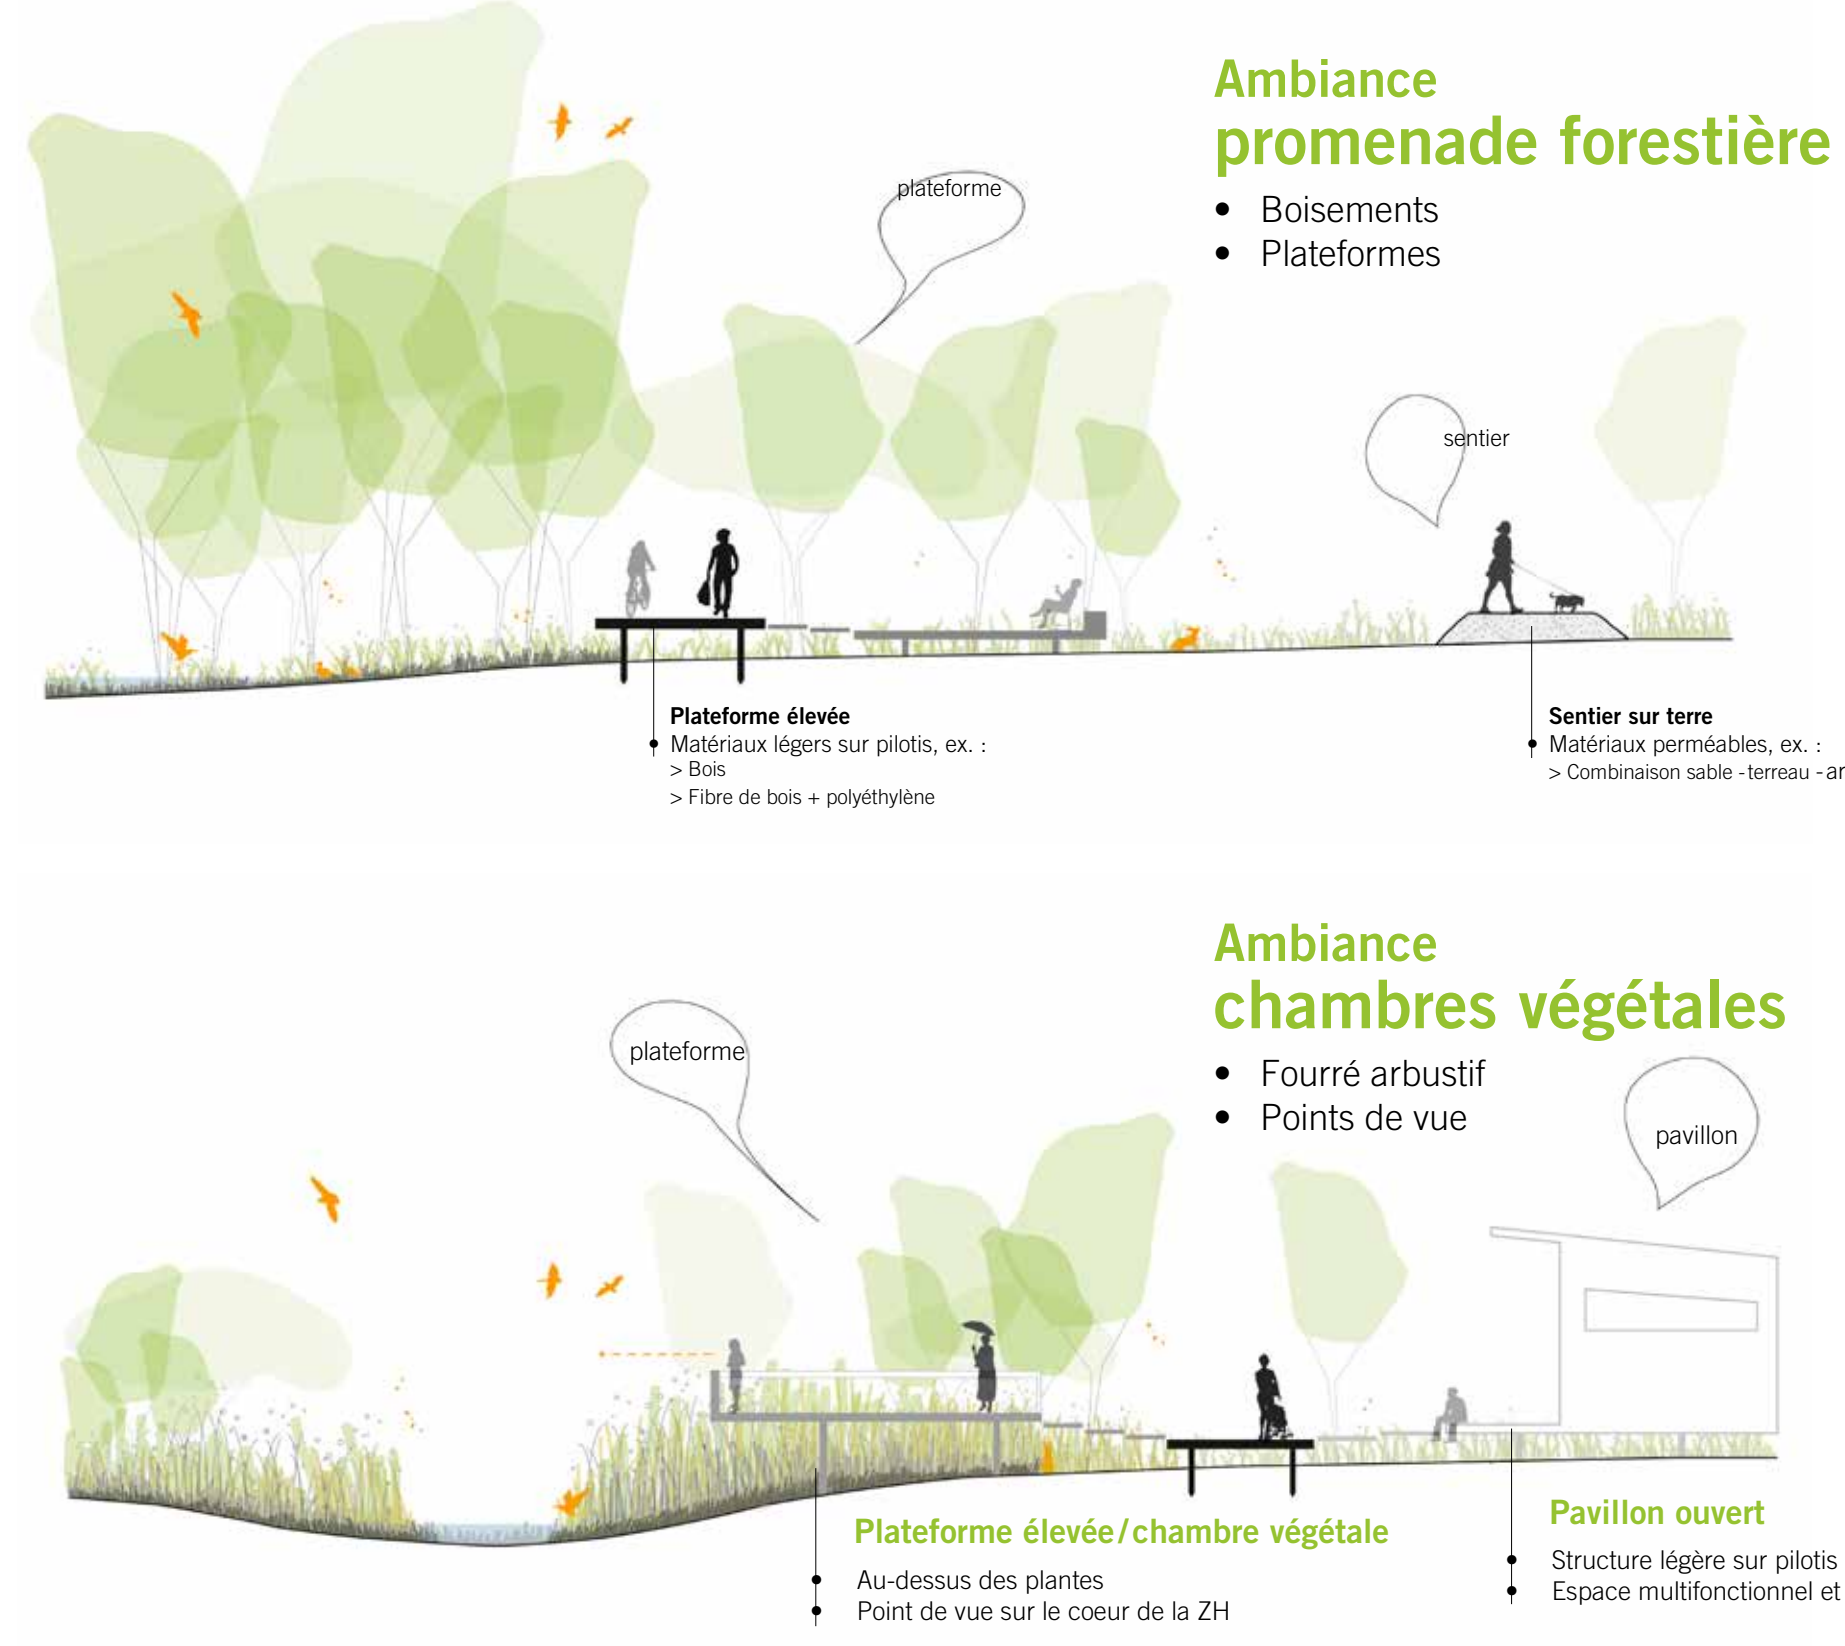 Ambiance
promenade forestière
• Boisements
• Plateformes
plateforme
sentier
Plateforme élevée
• Matériaux légers sur pilotis, ex. :
> Bois
> Fibre de bois + polyéthylène
Sentier sur terre
• Matériaux perméables, ex. :
> Combinaison sable - terreau - ar
Ambiance
chambres végétales
• Fourré arbustif
• Points de vue
plateforme
pavillon
Plateforme élevée/chambre végétale
• Au-dessus des plantes
• Point de vue sur le coeur de la ZH
Pavillon ouvert
• Structure légère sur pilotis
• Espace multifonctionnel et